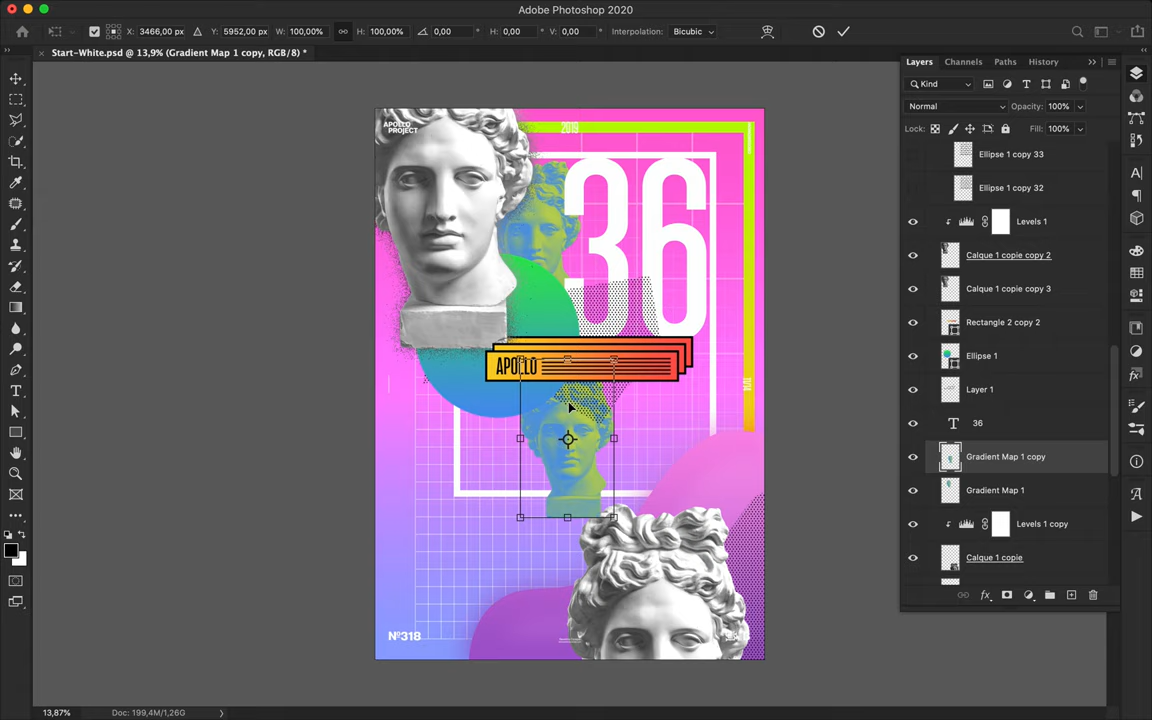 Adobe Photoshop 2020
X: 3466,00 px Y: 5952,00 px W: 100,00% H: 100,00% 0,00 H: 0,00 V: 0,00 Interpolation: Bicubic
Start-White.psd @ 13,9% (Gradient Map 1 copy, RGB/8) *
Layers Channels Paths History
Kind
Normal Opacity: 100%
Lock: Fill: 100%
Ellipse 1 copy 33
Ellipse 1 copy 32
Levels 1
Calque 1 copie copy 2
Calque 1 copie copy 3
Rectangle 2 copy 2
Ellipse 1
Layer 1
36
Gradient Map 1 copy
Gradient Map 1
Levels 1 copy
Calque 1 copie
APOLLO
PROJECT
2019
36
APOLLO
Nº318
13,87% Doc: 199,4M/1,26G